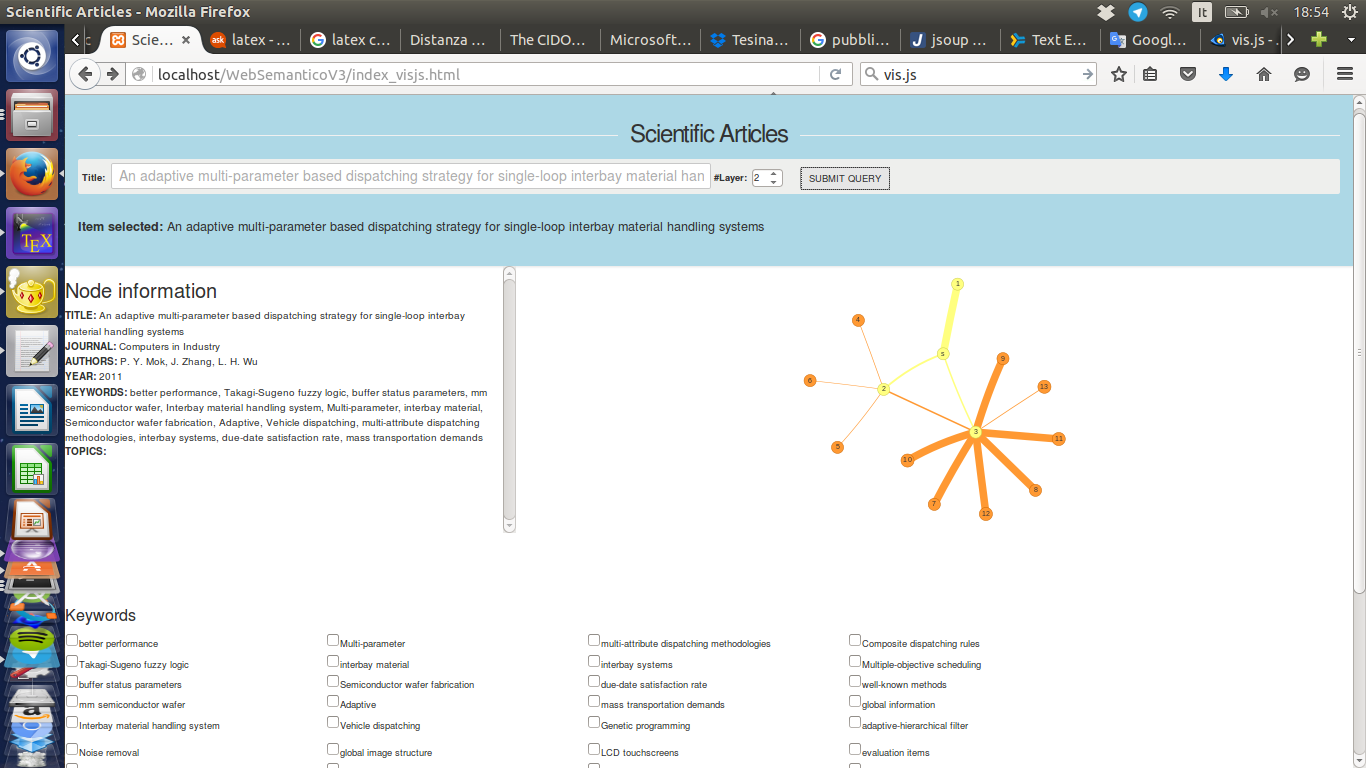 Scientific Articles - Mozilla Firefox
It
18:54
c
Scie...
ask
latex - ...
latex c...
Distanza ...
The CIDO...
Microsoft...
Tesina...
pubbli...
jsoup ...
Text E...
Googl...
vis.js - .
localhost/WebSemanticoV3/index_visjs.html
vis.js
Scientific Articles
Title:
An adaptive multi-parameter based dispatching strategy for single-loop interbay material han
#Layer:
2
SUBMIT QUERY
Item selected: An adaptive multi-parameter based dispatching strategy for single-loop interbay material handling systems
Node information
TITLE: An adaptive multi-parameter based dispatching strategy for single-loop interbay
material handling systems
JOURNAL: Computers in Industry
AUTHORS: P. Y. Mok, J. Zhang, L. H. Wu
YEAR: 2011
KEYWORDS: better performance, Takagi-Sugeno fuzzy logic, buffer status parameters, mm
semiconductor wafer, Interbay material handling system, Multi-parameter, interbay material,
Semiconductor wafer fabrication, Adaptive, Vehicle dispatching, multi-attribute dispatching
methodologies, interbay systems, due-date satisfaction rate, mass transportation demands
TOPICS:
1
4
s
9
6
2
13
3
11
5
10
8
7
12
TEX
Keywords
better performance
Multi-parameter
multi-attribute dispatching methodologies
Composite dispatching rules
Takagi-Sugeno fuzzy logic
interbay material
interbay systems
Multiple-objective scheduling
buffer status parameters
Semiconductor wafer fabrication
due-date satisfaction rate
well-known methods
mm semiconductor wafer
Adaptive
mass transportation demands
global information
Interbay material handling system
Vehicle dispatching
Genetic programming
adaptive-hierarchical filter
Noise removal
global image structure
LCD touchscreens
evaluation items